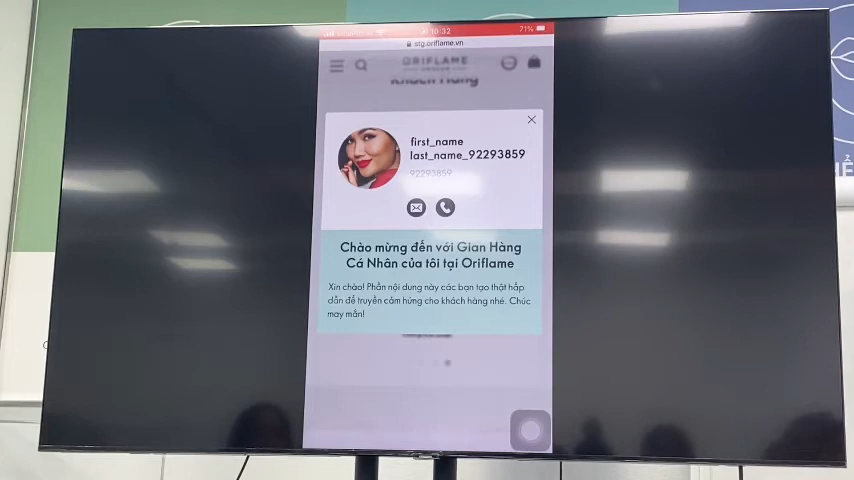 10:32
71%
stg.oriflame.vn
ORIFLAME
Khách Hàng
first_name
last_name_92293859
92293859
Chào mừng đến với Gian Hàng
Cá Nhân của tôi tại Oriflame
Xin chào! Phần nội dung này các bạn tạo thật hấp
dẫn để truyền cảm hứng cho khách hàng nhé. Chúc
may mắn!